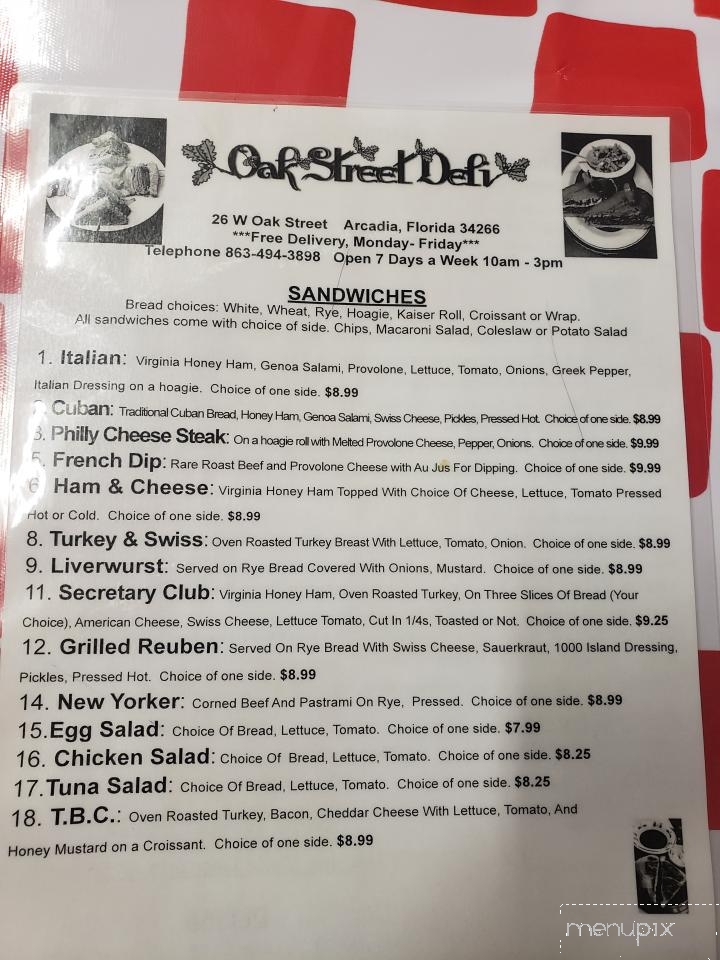 Oak Street Deli
26 W Oak Street Arcadia, Florida 34266
***Free Delivery, Monday- Friday***
Telephone 863-494-3898 Open 7 Days a Week 10am - 3pm
SANDWICHES
Bread choices: White, Wheat, Rye, Hoagie, Kaiser Roll, Croissant or Wrap.
All sandwiches come with choice of side. Chips, Macaroni Salad, Coleslaw or Potato Salad
1. Italian: Virginia Honey Ham, Genoa Salami, Provolone, Lettuce, Tomato, Onions, Greek Pepper,
Italian Dressing on a hoagie. Choice of one side. $8.99
2. Cuban: Traditional Cuban Bread, Honey Ham, Genoa Salami, Swiss Cheese, Pickles, Pressed Hot. Choice of one side. $8.99
3. Philly Cheese Steak: On a hoagie roll with Melted Provolone Cheese, Pepper, Onions. Choice of one side. $9.99
5. French Dip: Rare Roast Beef and Provolone Cheese with Au Jus For Dipping. Choice of one side. $9.99
6. Ham & Cheese: Virginia Honey Ham Topped With Choice Of Cheese, Lettuce, Tomato Pressed
Hot or Cold. Choice of one side. $8.99
8. Turkey & Swiss: Oven Roasted Turkey Breast With Lettuce, Tomato, Onion. Choice of one side. $8.99
9. Liverwurst: Served on Rye Bread Covered With Onions, Mustard. Choice of one side. $8.99
11. Secretary Club: Virginia Honey Ham, Oven Roasted Turkey, On Three Slices Of Bread (Your
Choice), American Cheese, Swiss Cheese, Lettuce Tomato, Cut In 1/4s, Toasted or Not. Choice of one side. $9.25
12. Grilled Reuben: Served On Rye Bread With Swiss Cheese, Sauerkraut, 1000 Island Dressing,
Pickles, Pressed Hot. Choice of one side. $8.99
14. New Yorker: Corned Beef And Pastrami On Rye, Pressed. Choice of one side. $8.99
15.Egg Salad: Choice Of Bread, Lettuce, Tomato. Choice of one side. $7.99
16. Chicken Salad: Choice Of Bread, Lettuce, Tomato. Choice of one side. $8.25
17.Tuna Salad: Choice Of Bread, Lettuce, Tomato. Choice of one side. $8.25
18. T.B.C.: Oven Roasted Turkey, Bacon, Cheddar Cheese With Lettuce, Tomato, And
Honey Mustard on a Croissant. Choice of one side. $8.99
menupix